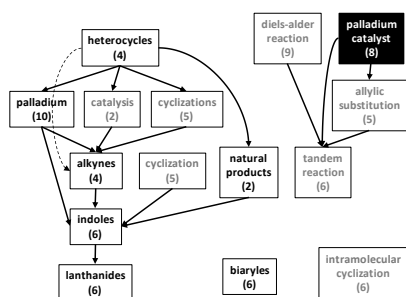 heterocycles
(4)
diels-alder
reaction
(9)
palladium
catalyst
(8)
palladium
(10)
catalysis
(2)
cyclizations
(5)
allylic
substitution
(5)
alkynes
(4)
cyclization
(5)
natural
products
(2)
tandem
reaction
(6)
indoles
(6)
lanthanides
(6)
biaryles
(6)
intramolecular
cyclization
(6)